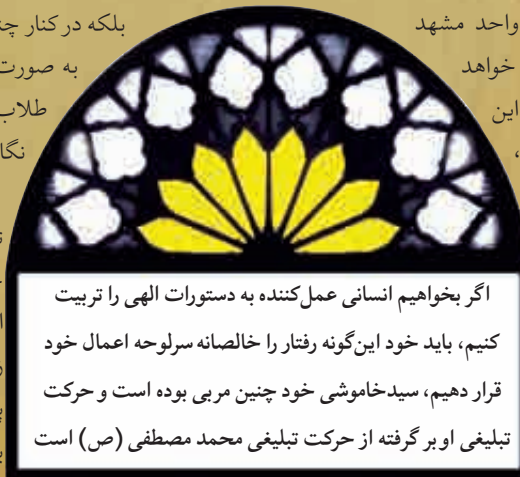 واحد مشهد
خواهد
این
،
بلکه در کنار
به صورت
طلاب
اگر بخواهیم انسانی عمل‌کننده به دستورات الهی را تربیت
کنیم، باید خود این‌گونه رفتار را خالصانه سرلوحه اعمال خود
قرار دهیم، سیدخاموشی خود چنین مربی بوده است و حرکت
تبلیغی او بر گرفته از حرکت تبلیغی محمد مصطفی (ص) است